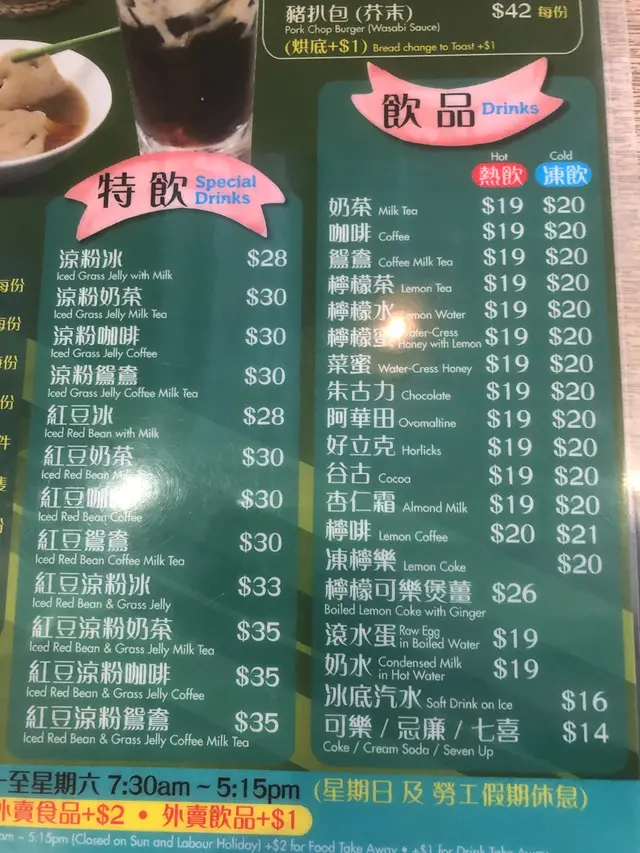 豬扒包 (芥末) $42 每份
Pork Chop Burger (Wasabi Sauce)
(烘底+$1) Bread change to Toast +$1
特飲 Special Drinks
涼粉冰 $28
Iced Grass Jelly with Milk
涼粉奶茶 $30
Iced Grass Jelly Milk Tea
涼粉咖啡 $30
Iced Grass Jelly Coffee
涼粉鴛鴦 $30
Iced Grass Jelly Coffee Milk Tea
紅豆冰 $28
Iced Red Bean with Milk
紅豆奶茶 $30
Iced Red Bean Milk
紅豆咖 $30
Iced Red Bean Coffee
紅豆鴛鴦 $30
Iced Red Bean Coffee Milk Tea
紅豆涼粉冰 $33
Iced Red Bean & Grass Jelly
紅豆涼粉奶茶 $35
Iced Red Bean & Grass Jelly Milk Tea
紅豆涼粉咖啡 $35
Iced Red Bean & Grass Jelly Coffee
紅豆涼粉鴛鴦 $35
Iced Red Bean & Grass Jelly Coffee Milk Tea
飲品 Drinks
Hot Cold
熱飲 凍飲
奶茶 Milk Tea $19 $20
咖啡 Coffee $19 $20
鴛鴦 Coffee Milk Tea $19 $20
檸檬茶 Lemon Tea $19 $20
檸檬水 Lemon Water $19 $20
檸檬蜜 Water-Cress Honey with Lemon $19 $20
菜蜜 Water-Cress Honey $19 $20
朱古力 Chocolate $19 $20
阿華田 Ovomaltine $19 $20
好立克 Horlicks $19 $20
谷古 Cocoa $19 $20
杏仁霜 Almond Milk $19 $20
檸啡 Lemon Coffee $20 $21
凍檸樂 Lemon Coke $20
檸檬可樂煲薑 $26
Boiled Lemon Coke with Ginger
滾水蛋 Raw Egg in Boiled Water $19
奶水 Condensed Milk in Hot Water $19
冰底汽水 Soft Drink on Ice $16
可樂 / 忌廉 / 七喜 $14
Coke / Cream Soda / Seven Up
每份
每份
份
份
件
至星期六 7:30am ~ 5:15pm (星期日 及 勞工假期休息)
外賣食品+$2 • 外賣飲品+$1
am ~ 5:15pm (Closed on Sun and Labour Holiday) +$2 for Food Take Away • +$1 for Drink Take Away